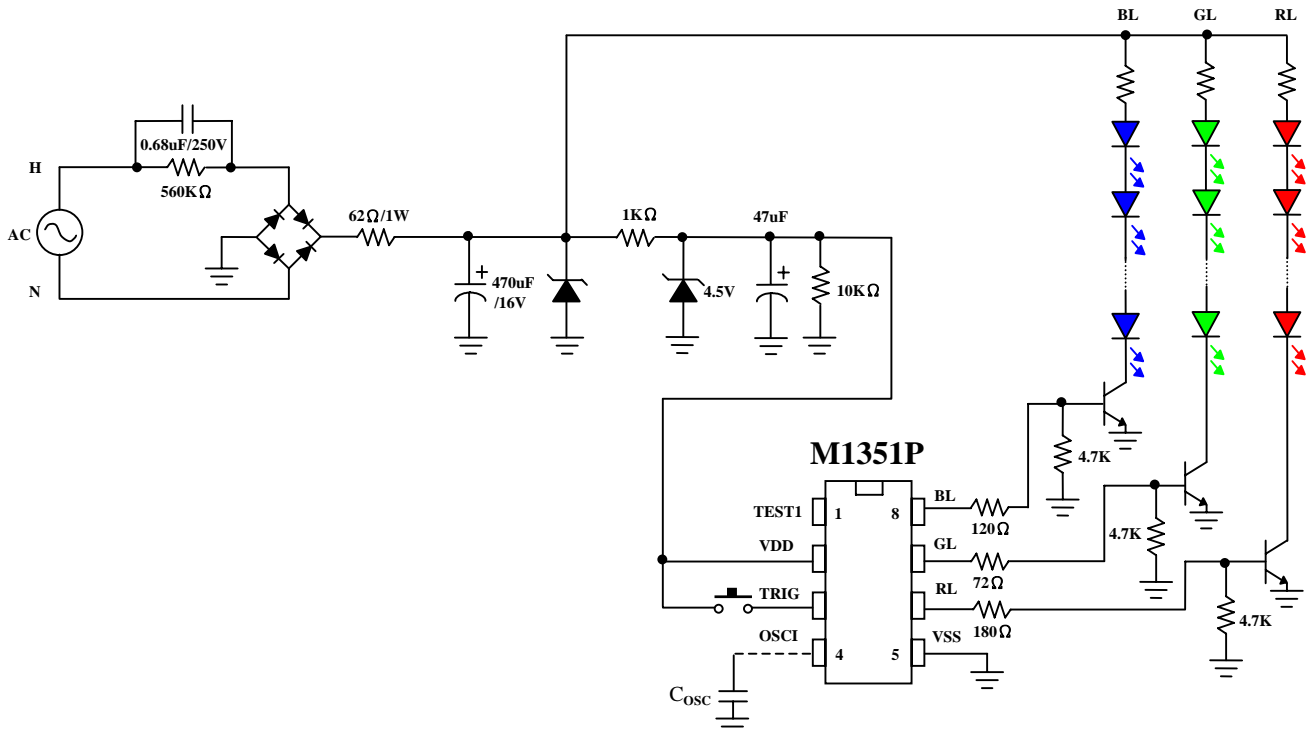 BL GL RL
0.68uF/250V
H
560KΩ
AC
N
62Ω/1W
470uF
/16V
1KΩ
4.5V
47uF
10KΩ
4.7K
4.7K
4.7K
M1351P
TEST1 1 8 BL
120Ω
VDD GL
72Ω
TRIG RL
180Ω
OSCI 4 5 VSS
COSC